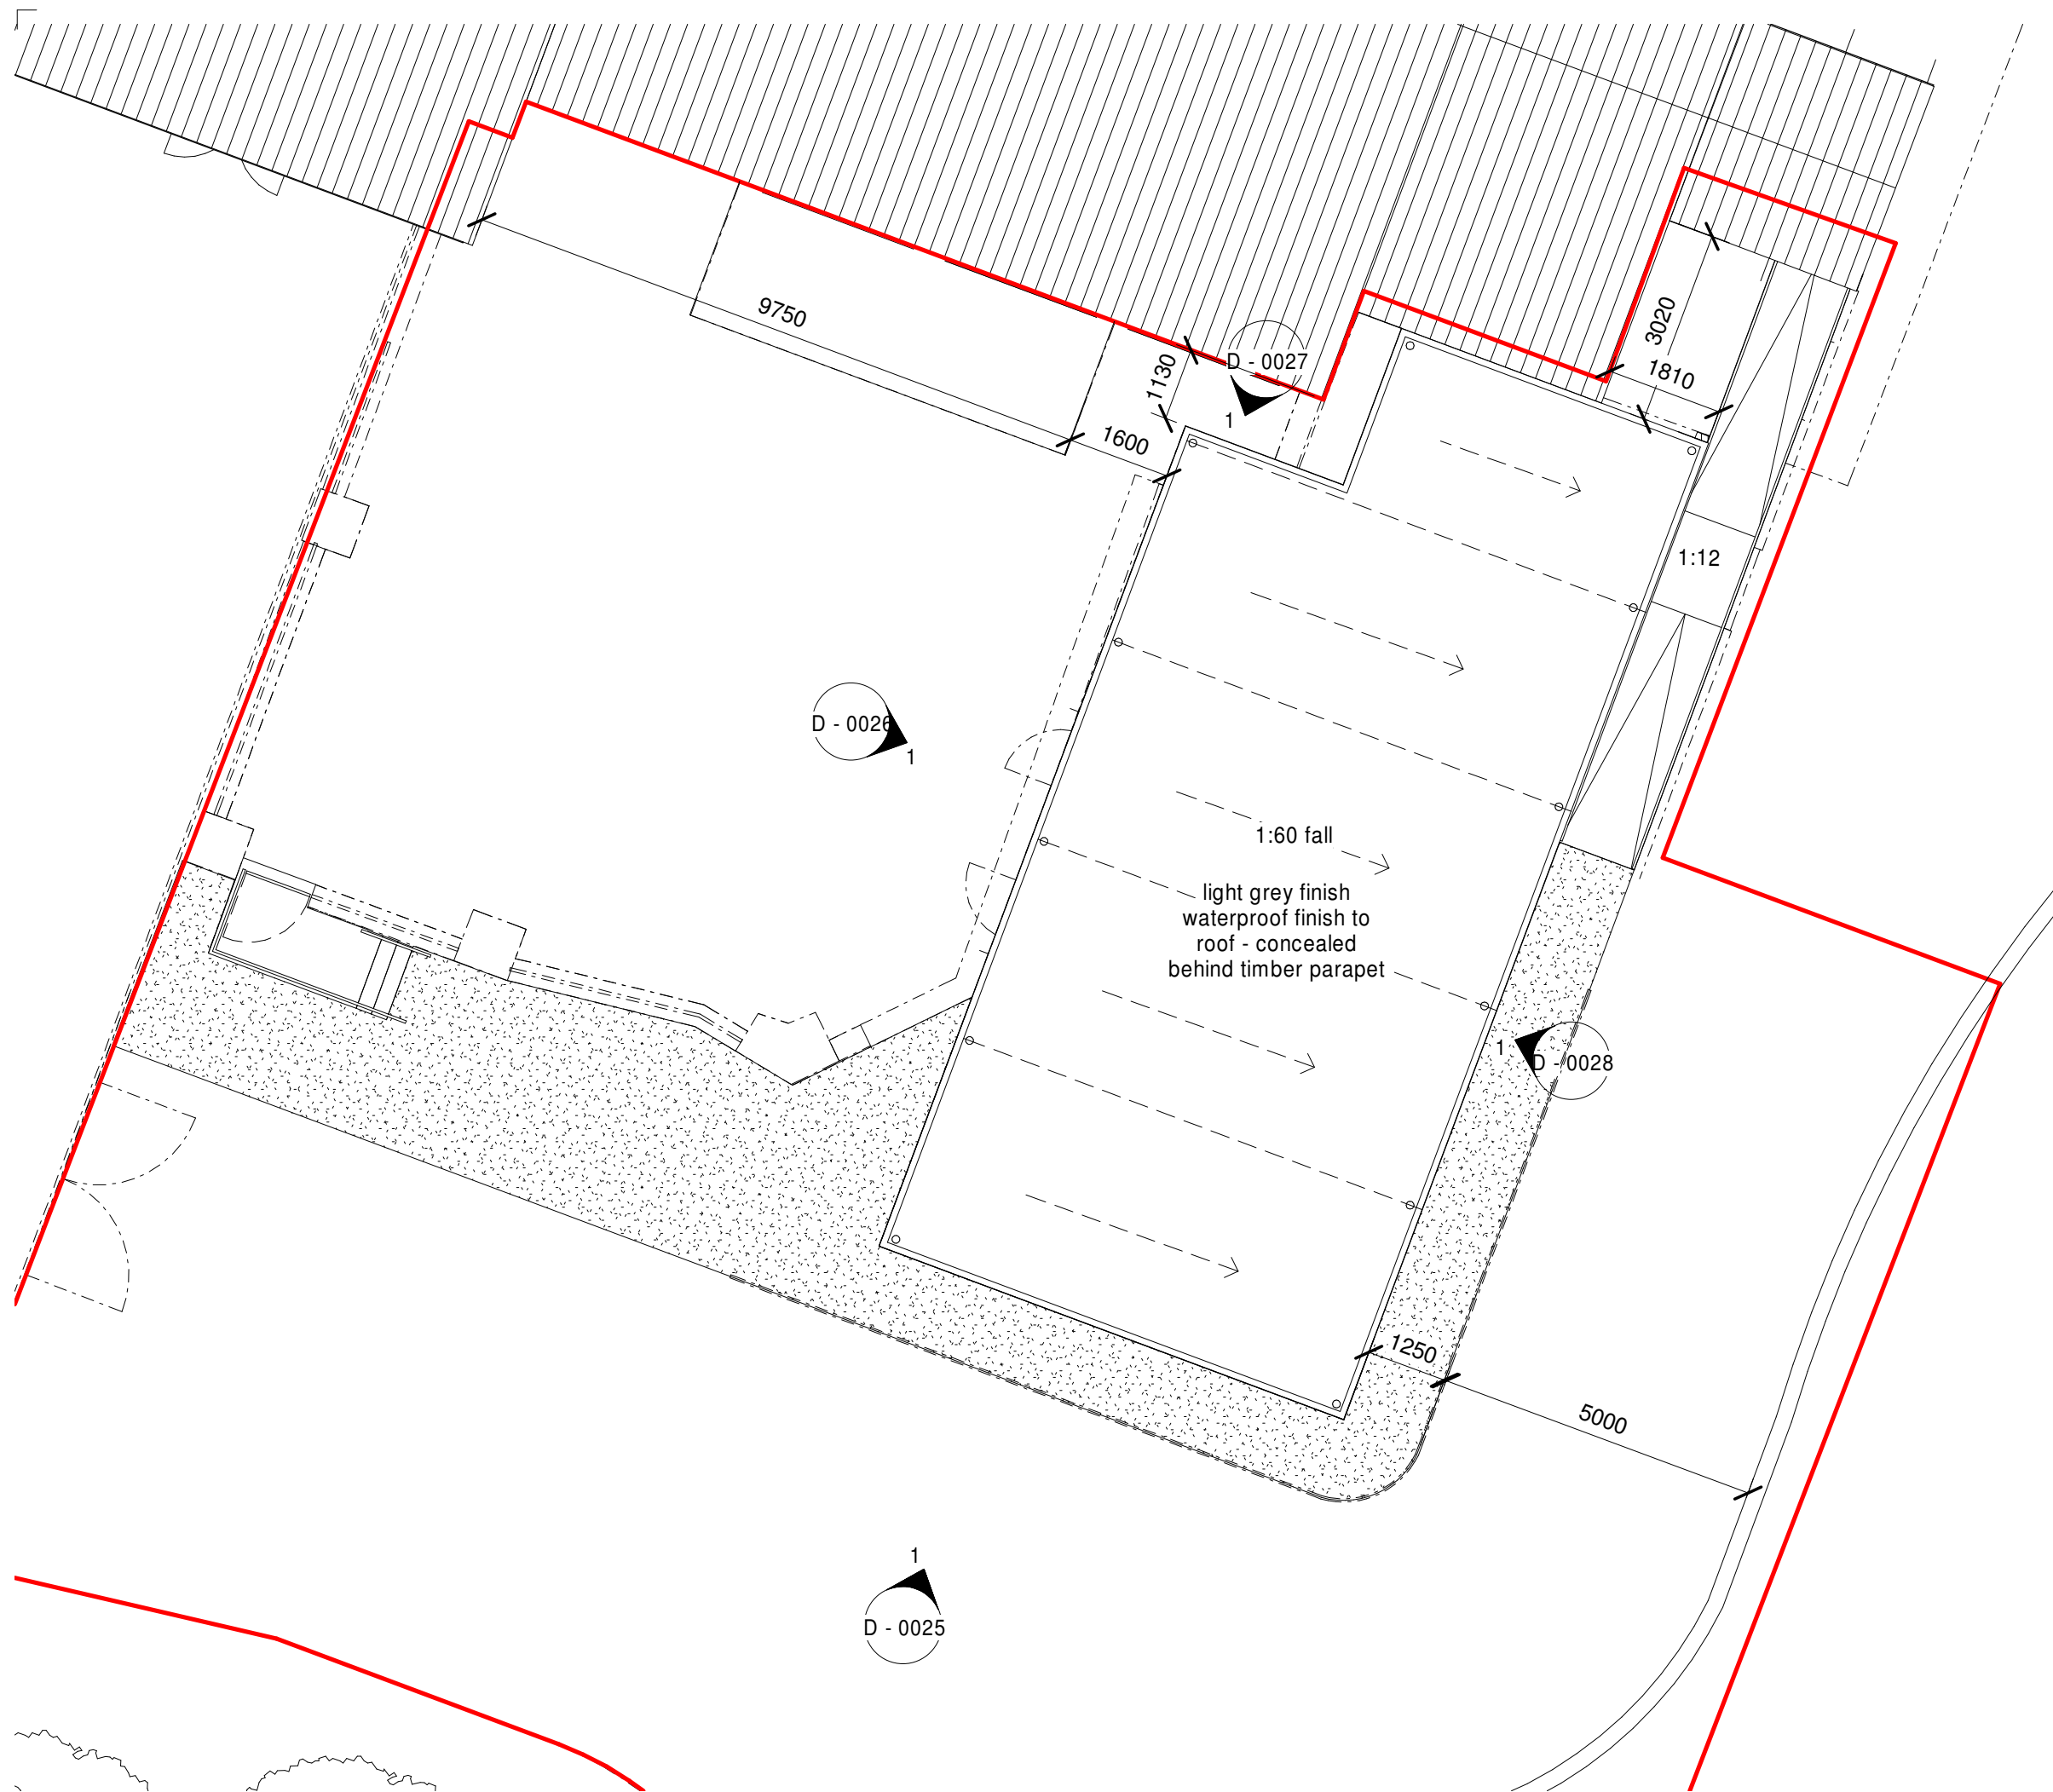 9750
1130
D - 0027
1
3020
1810
1600
1:12
D - 0026
1
1:60 fall
light grey finish
waterproof finish to
roof - concealed
behind timber parapet
1
D - 0028
1250
5000
1
D - 0025